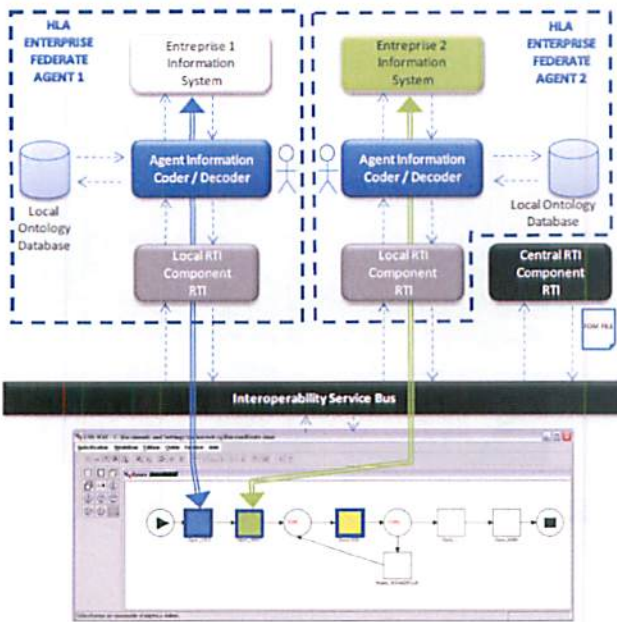 HLA
ENTERPRISE
FEDERATE
AGENT 1
Entreprise 1
Information
System
Entreprise 2
Information
System
HLA
ENTERPRISE
FEDERATE
AGENT 2
Agent Information
Coder / Decoder
Agent Information
Coder / Decoder
Local
Ontology
Database
Local Ontology
Database
Local RTI
Component
RTI
Local RTI
Component
RTI
Central RTI
Component
RTI
FOM FILE
Interoperability Service Bus